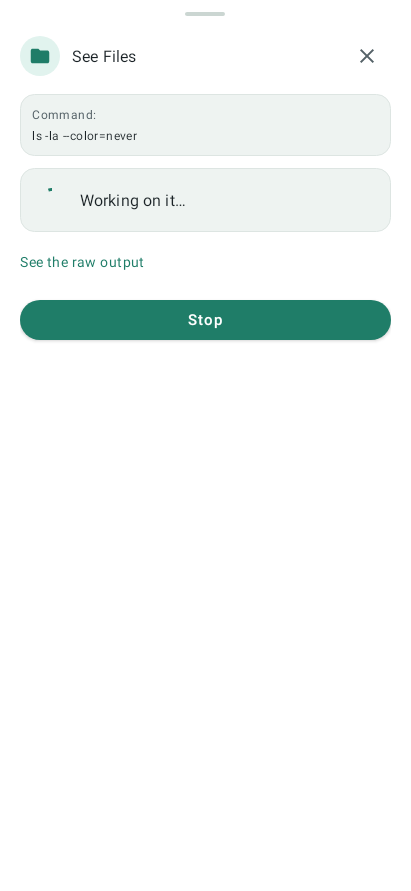 See Files
Command:
ls -la --color=never
Working on it...
See the raw output
Stop